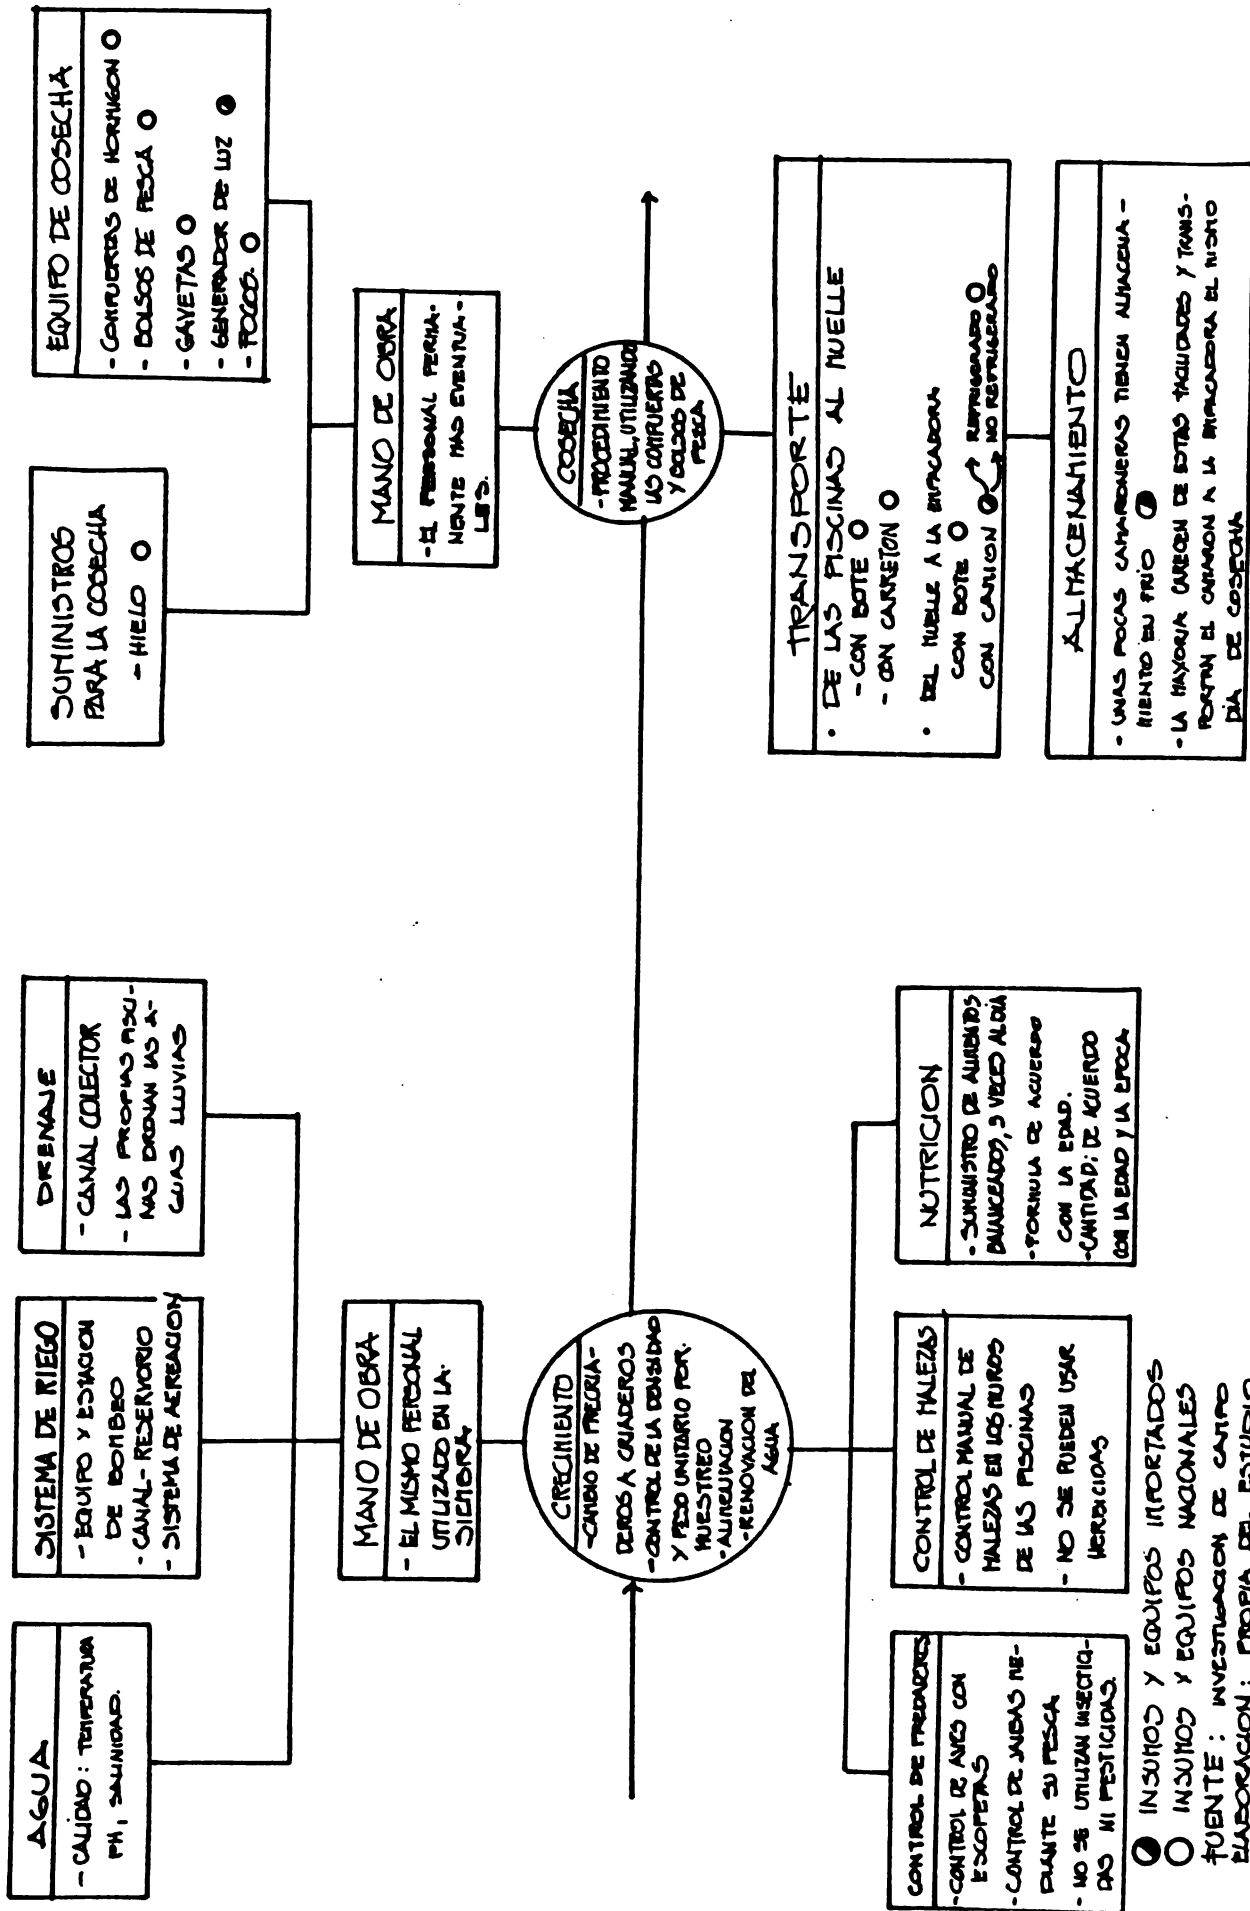 AGUA
- CALIDAD: TEMPERATURA
PH, SALINIDAD.
SISTEMA DE RIEGO
- EQUIPO Y ESTACION
DE BOMBEO
- CANAL-RESERVORIO
- SISTEMA DE AEREACION
DRENAJE
- CANAL COLECTOR
- LAS PROPIAS PISCI-
NAS DRENAN LAS A-
GUAS LLUVIAS
MANO DE OBRA
- EL MISMO PERSONAL
UTILIZADO EN LA
SIEMBRA
CRECIMIENTO
- CAMBIO DE PRECRIA-
DEROS A CRIADEROS
- CONTROL DE LA DENSIDAD
Y PESO UNITARIO POR
MUESTREO
- ALIMENTACION
- RENOVACION DEL
AGUA
CONTROL DE PREDADORES
- CONTROL DE AVES CON
ESCOPETAS
- CONTROL DE JAIBAS ME-
DIANTE SU PESCA
- NO SE UTILIZAN INSECTICI-
DAS NI PESTICIDAS.
CONTROL DE MALEZAS
- CONTROL MANUAL DE
MALEZAS EN LOS MUROS
DE LAS PISCINAS
- NO SE PUEDEN USAR
HERBICIDAS
NUTRICION
- SUMINISTRO DE ALIMENTOS
BALANCEADOS, 3 VECES AL DIA
- FORMULA DE ACUERDO
CON LA EDAD.
- CANTIDAD: DE ACUERDO
CON LA EDAD Y LA EPOCA
SUMINISTROS
PARA LA COSECHA
- HIELO
EQUIPO DE COSECHA
- COMPUERTAS DE HORMIGON
- BOLSOS DE PESCA
- GAVETAS
- GENERADOR DE LUZ
- FOCOS.
MANO DE OBRA
- EL PERSONAL PERMA-
NENTE MAS EVENTUA-
LES.
COSECHA
- PROCEDIMIENTO
MANUAL, UTILIZANDO
LAS COMPUERTAS
Y BOLSOS DE
PESCA
TRANSPORTE
• DE LAS PISCINAS AL MUELLE
- CON BOTE
- CON CARRETON
• DEL MUELLE A LA EMPACADORA
CON BOTE
CON CAMION
REFRIGERADO
NO REFRIGERADO
ALMACENAMIENTO
- UNAS POCAS CAMARONERAS TIENEN ALMACENA-
MIENTO EN FRIO
- LA MAYORIA CARECEN DE ESTAS FACILIDADES Y TRANS-
PORTAN EL CAMARON A LA EMPACADORA EL MISMO
DIA DE COSECHA
INSUMOS Y EQUIPOS IMPORTADOS
INSUMOS Y EQUIPOS NACIONALES
FUENTE: INVESTIGACION DE CAMPO
ELABORACION: PROPIA DEL ESTUDIO